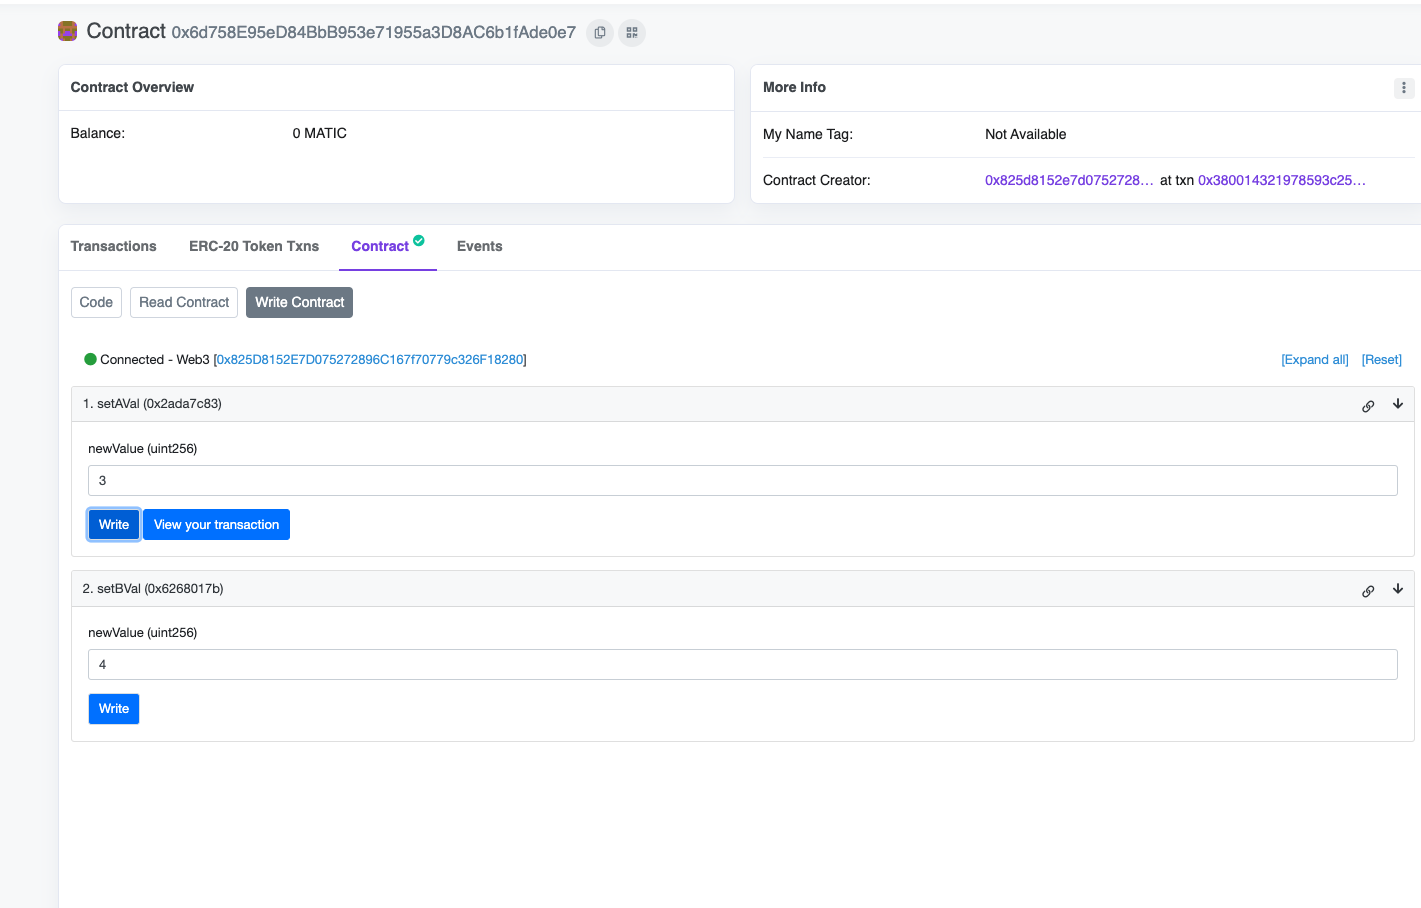 Contract 0x6d758E95eD84BbB953e71955a3D8AC6b1fAde0e7
Contract Overview
Balance: 0 MATIC
More Info
My Name Tag: Not Available
Contract Creator: 0x825d8152e7d0752728... at txn 0x380014321978593c25...
Transactions ERC-20 Token Txns Contract Events
Code Read Contract Write Contract
Connected - Web3 [0x825D8152E7D075272896C167f70779c326F18280] [Expand all] [Reset]
1. setAVal (0x2ada7c83)
newValue (uint256)
3
Write View your transaction
2. setBVal (0x6268017b)
newValue (uint256)
4
Write